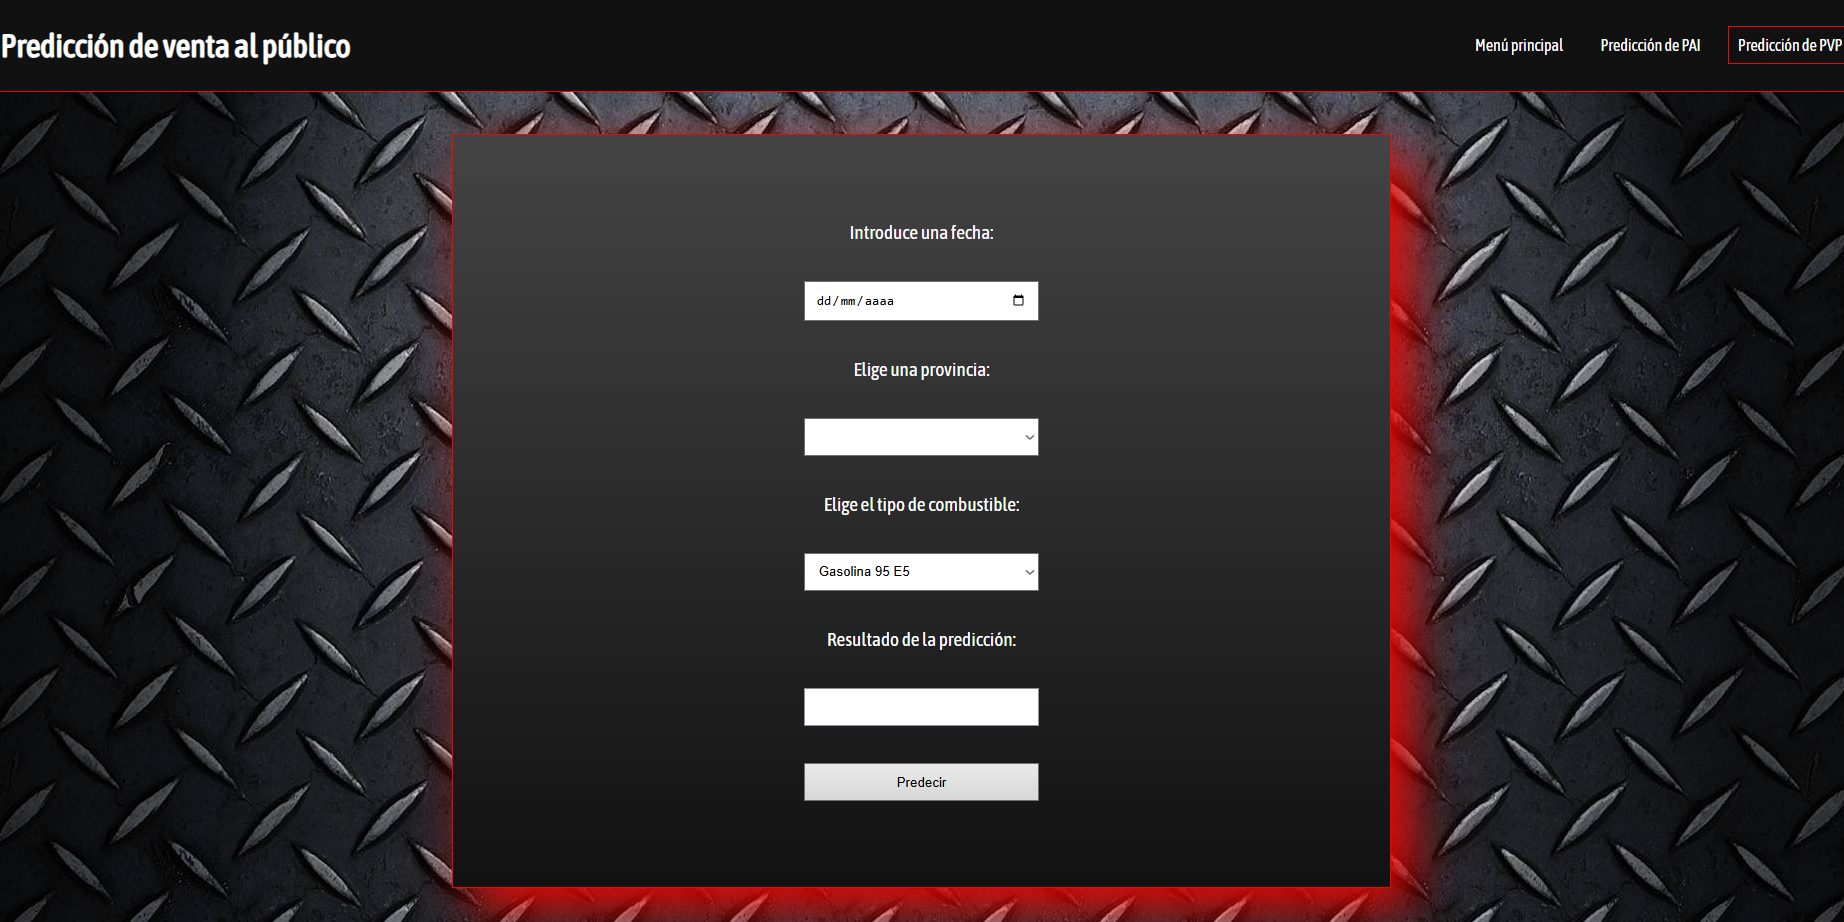 Predicción de venta al público
Menú principal
Predicción de PAI
Predicción de PVP
Introduce una fecha:
dd/mm/aaaa
Elige una provincia:
Elige el tipo de combustible:
Gasolina 95 E5
Resultado de la predicción:
Predecir